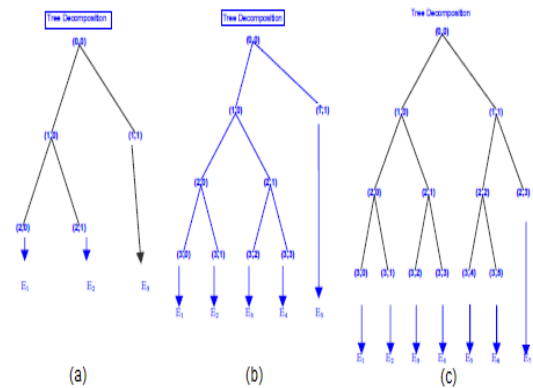 Tree Decomposition
(0,0)
(1,0) (1,1)
(2,0) (2,1)
E₁ E₂ E₃
(a)
Tree Decomposition
(0,0)
(1,0) (1,1)
(2,0) (2,1)
(3,0) (3,1) (3,2) (3,3)
E₁ E₂ E₃ E₄ E₅
(b)
Tree Decomposition
(0,0)
(1,0) (1,1)
(2,0) (2,1) (2,2) (2,3)
(3,0) (3,1) (3,2) (3,3) (3,4) (3,5)
E₁ E₂ E₃ E₄ E₅ E₆ E₇
(c)